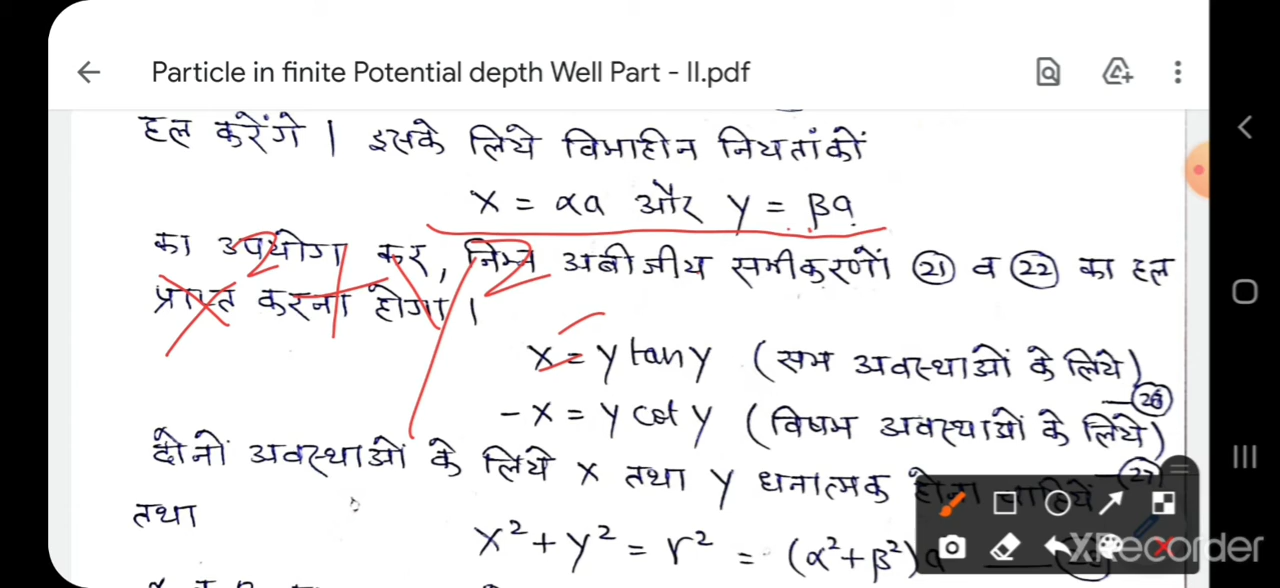 Particle in finite Potential depth Well Part - II.pdf
हल करेंगे । इसके लिये विमाहीन नियतांकों
x = αa और y = βa
का उपयोग कर, निम्न अबीजीय समीकरणों (21) व (22) का हल
प्राप्त करना होगा ।
x²+y²
x = y tan y (सम अवस्थाओं के लिये)
—(26)
-x = y cot y (विषम अवस्थाओं के लिये)
—(27)
दोनों अवस्थाओं के लिये x तथा y धनात्मक होना चाहिये
तथा
x² + y² = r² = (α²+β²)a
XRecorder